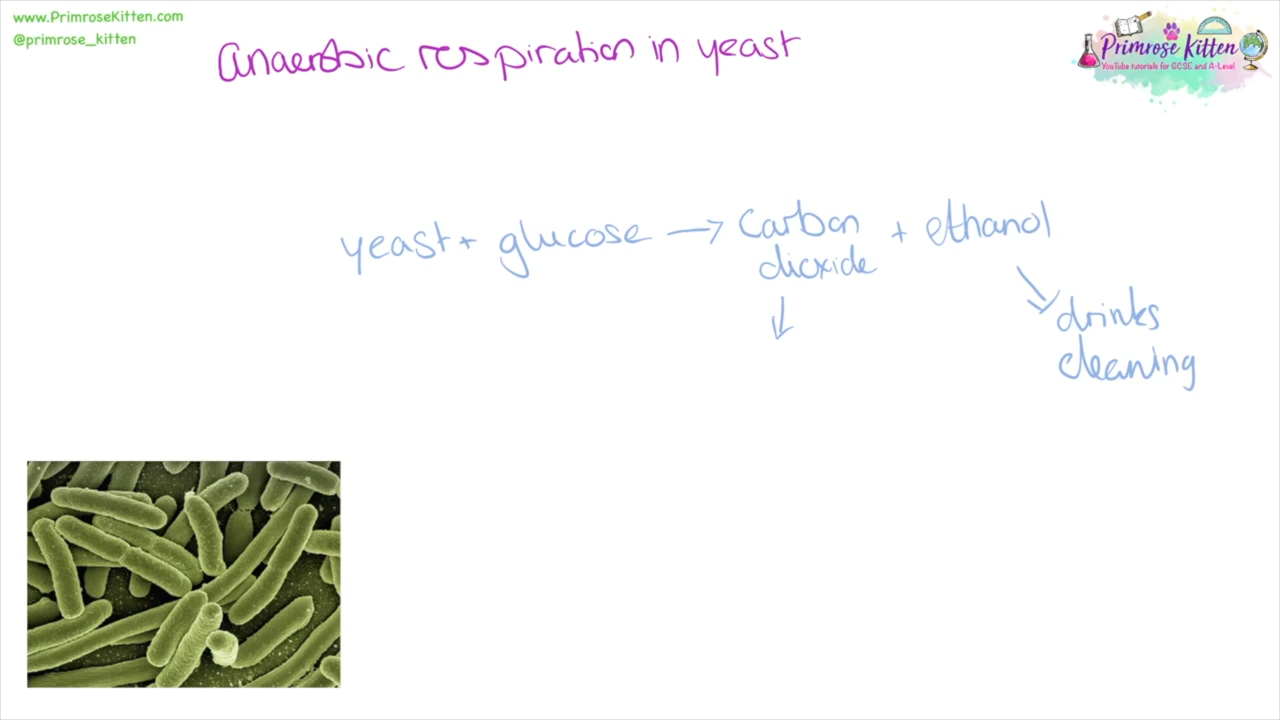 www.PrimroseKitten.com
@primrose_kitten
Primrose Kitten
YouTube tutorials for GCSE and A-Level
anaerobic respiration in yeast
yeast + glucose → carbon dioxide + ethanol
↓
↘ drinks
cleaning